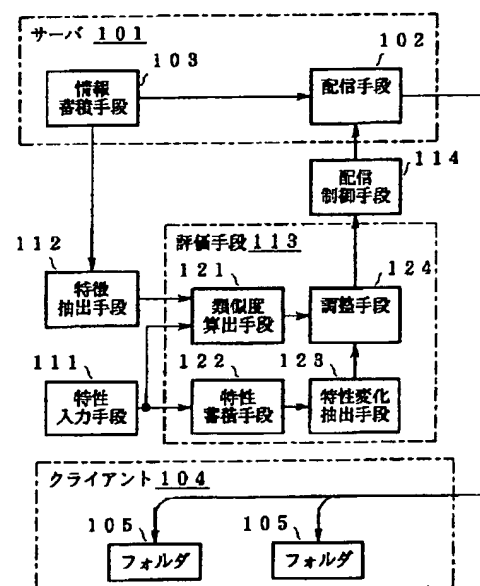 サーバ 101
103
情報
蓄積手段
102
配信手段
114
配信
制御手段
112
特徴
抽出手段
評価手段 113
121
類似度
算出手段
124
調整手段
111
特性
入力手段
122
特性
蓄積手段
123
特性変化
抽出手段
クライアント 104
105
フォルダ
105
フォルダ